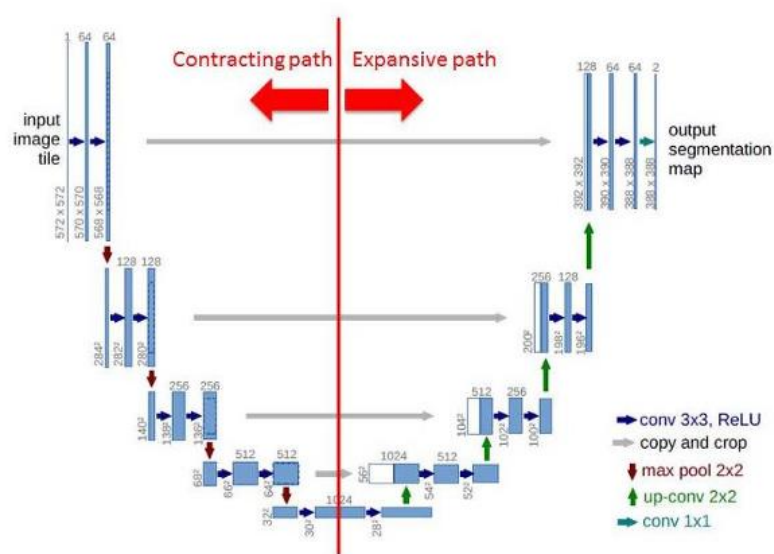 Contracting path
Expansive path
1
64
64
128
64
64
2
input
image
tile
output
segmentation
map
572 x 572
570 x 570
568 x 568
392 x 392
390 x 390
388 x 388
388 x 388
128
128
256
128
284²
282²
280²
200²
198²
196²
256
256
512
256
140²
138²
136²
104²
102²
100²
512
512
1024
512
68²
66²
64²
56²
54²
52²
1024
32²
30²
28²
conv 3x3, ReLU
copy and crop
max pool 2x2
up-conv 2x2
conv 1x1